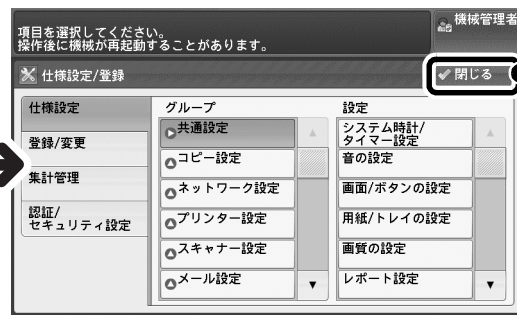 項目を選択してください。
操作後に機械が再起動することがあります。
機械管理者
仕様設定/登録
閉じる
仕様設定
登録/変更
集計管理
認証/
セキュリティ設定
グループ
共通設定
コピー設定
ネットワーク設定
プリンター設定
スキャナー設定
メール設定
設定
システム時計/
タイマー設定
音の設定
画面/ボタンの設定
用紙/トレイの設定
画質の設定
レポート設定